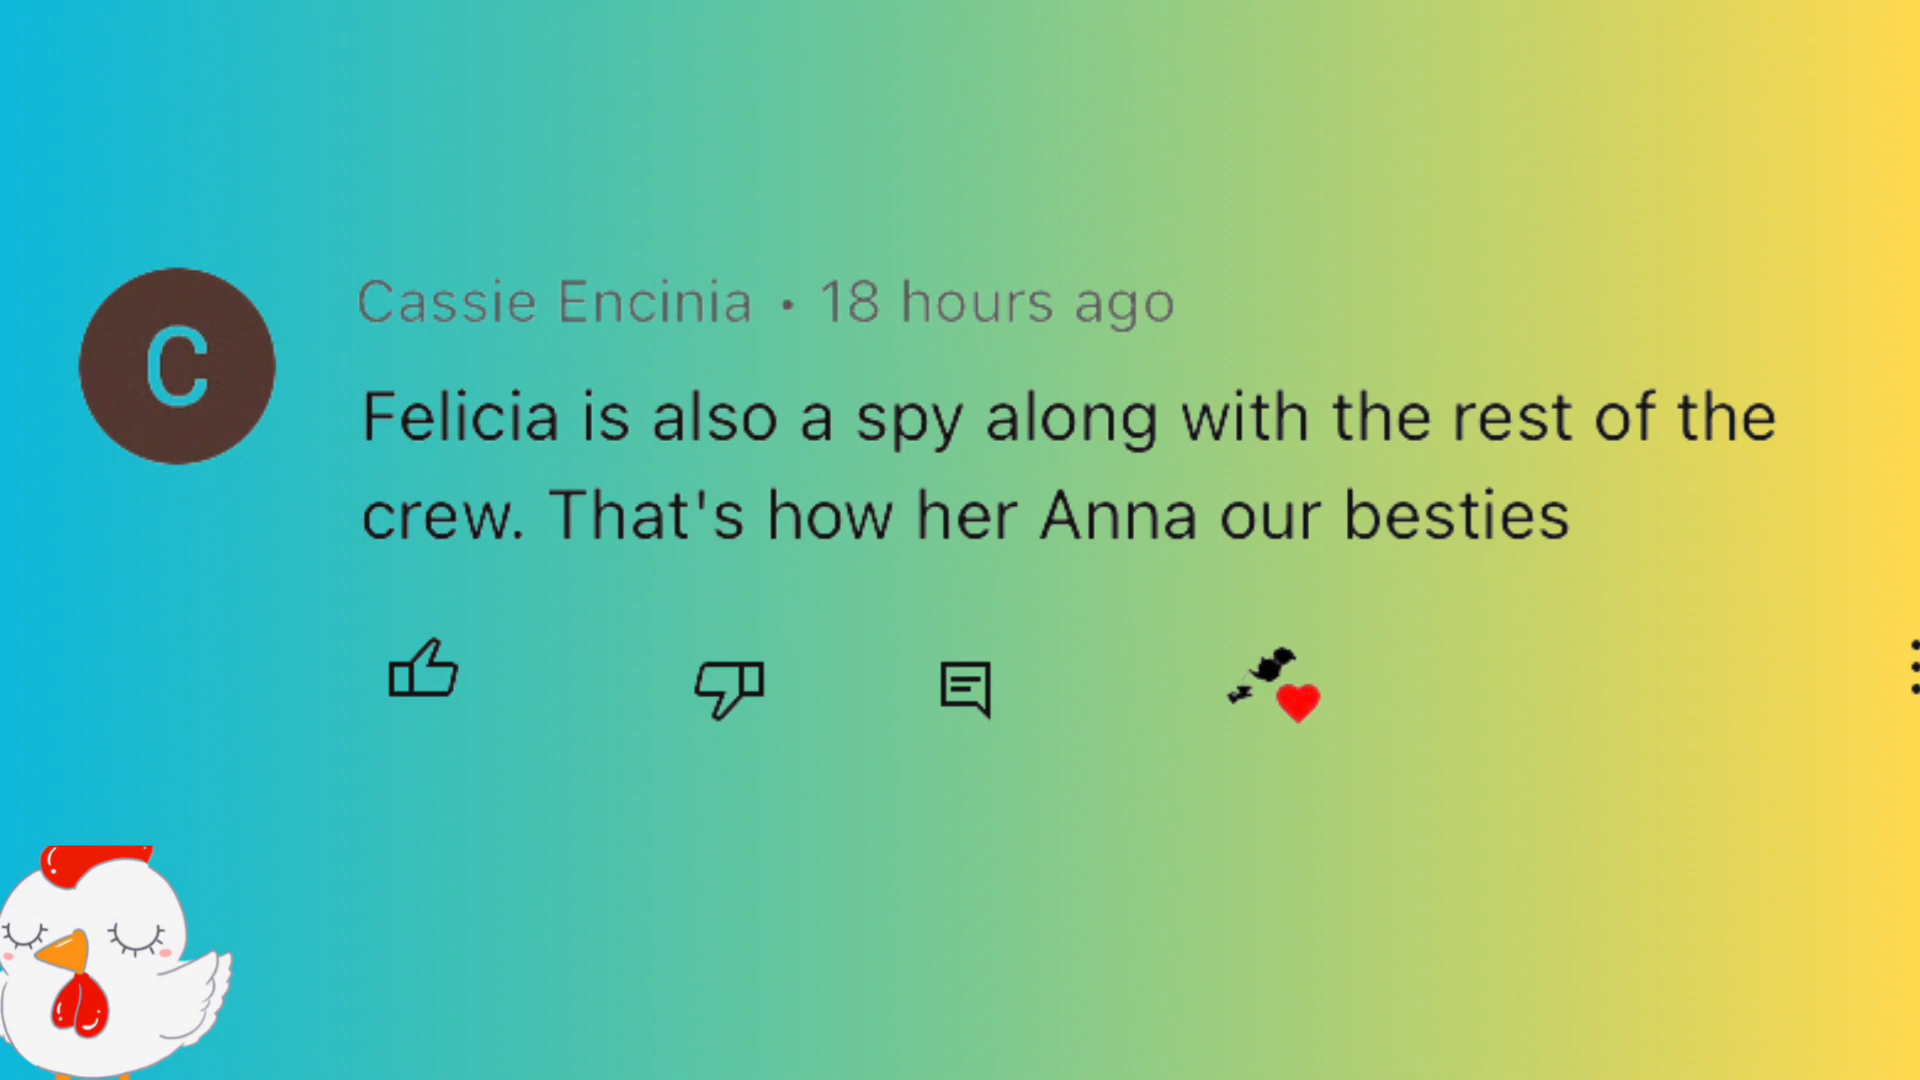 C
Cassie Encinia • 18 hours ago
Felicia is also a spy along with the rest of the
crew. That's how her Anna our besties